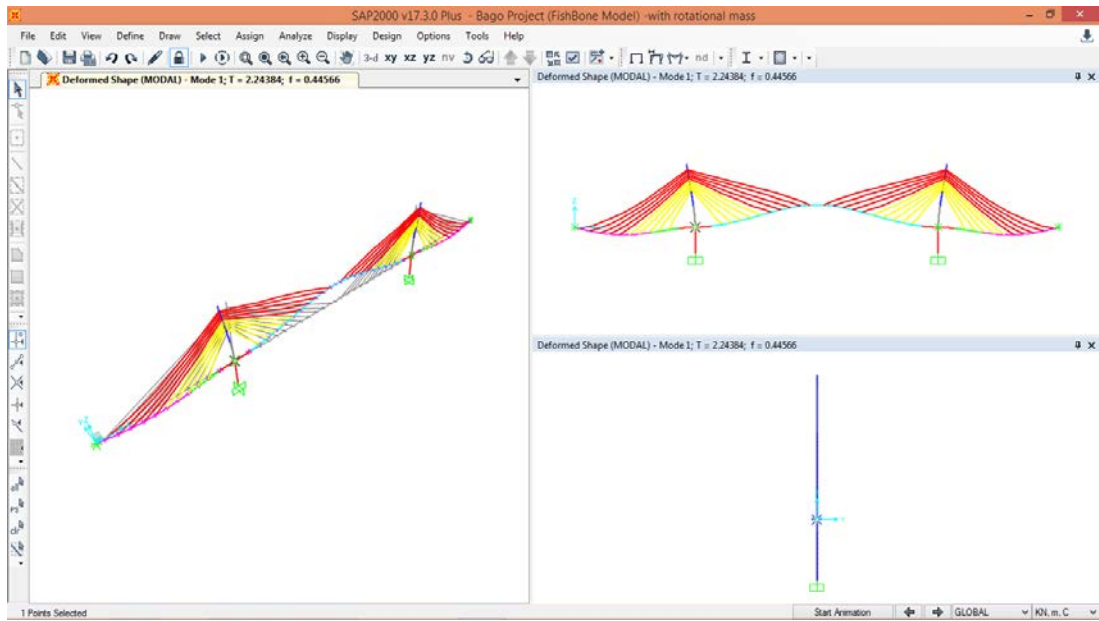 SAP2000 v17.3.0 Plus - Bago Project (FishBone Model) -with rotational mass
File Edit View Define Draw Select Assign Analyze Display Design Options Tools Help
3-d xy xz yz nv nd
Deformed Shape (MODAL) - Mode 1; T = 2.24384; f = 0.44566
Deformed Shape (MODAL) - Mode 1; T = 2.24384; f = 0.44566
Z
YZ
Deformed Shape (MODAL) - Mode 1; T = 2.24384; f = 0.44566
all
clr
1 Points Selected
Start Animation
GLOBAL
KN, m, C